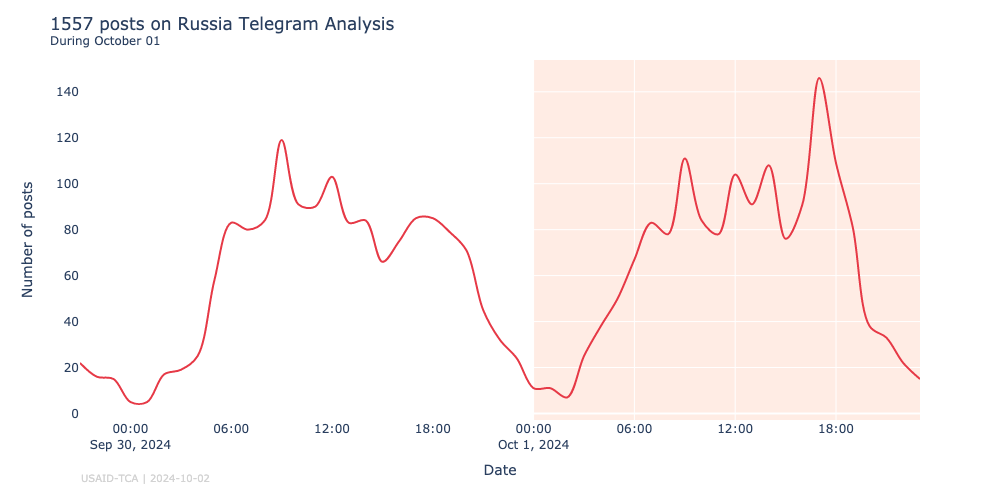 1557 posts on Russia Telegram Analysis
During October 01
Number of posts
140
120
100
80
60
40
20
0
00:00 06:00 12:00 18:00 00:00 06:00 12:00 18:00
Sep 30, 2024 Oct 1, 2024
Date
USAID-TCA | 2024-10-02